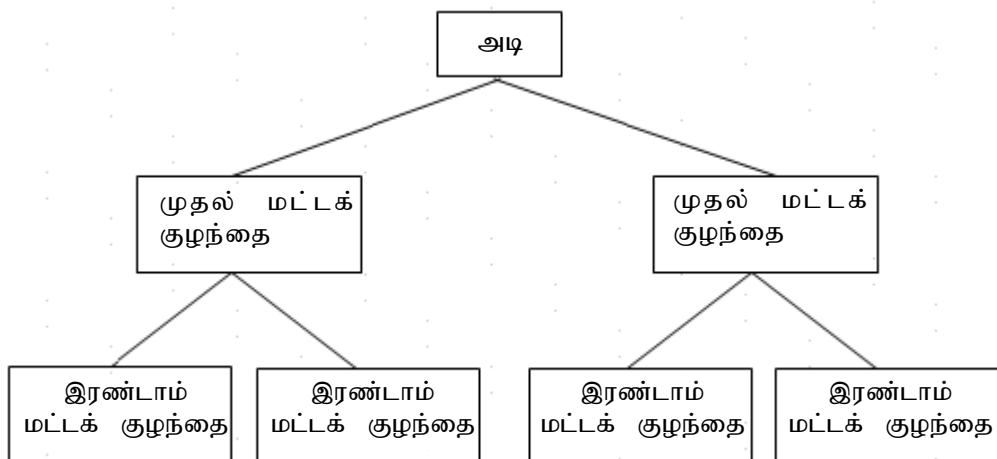 அடி
முதல் மட்டக்
குழந்தை
முதல் மட்டக்
குழந்தை
இரண்டாம்
மட்டக் குழந்தை
இரண்டாம்
மட்டக் குழந்தை
இரண்டாம்
மட்டக் குழந்தை
இரண்டாம்
மட்டக் குழந்தை